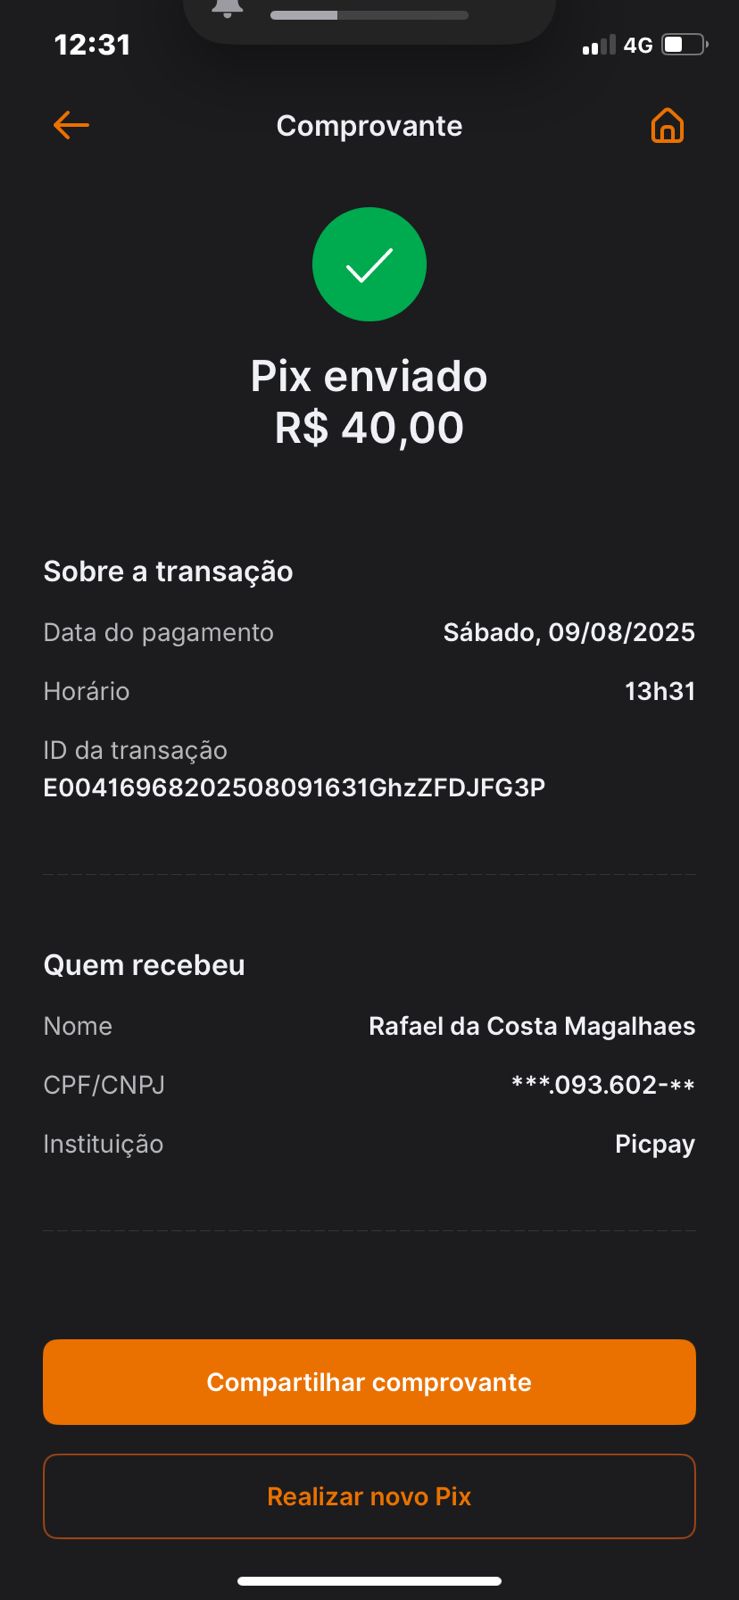 12:31
4G
Comprovante
Pix enviado
R$ 40,00
Sobre a transação
Data do pagamento Sábado, 09/08/2025
Horário 13h31
ID da transação
E00416968202508091631GhzZFDJFG3P
Quem recebeu
Nome Rafael da Costa Magalhaes
CPF/CNPJ ***.093.602-**
Instituição Picpay
Compartilhar comprovante
Realizar novo Pix